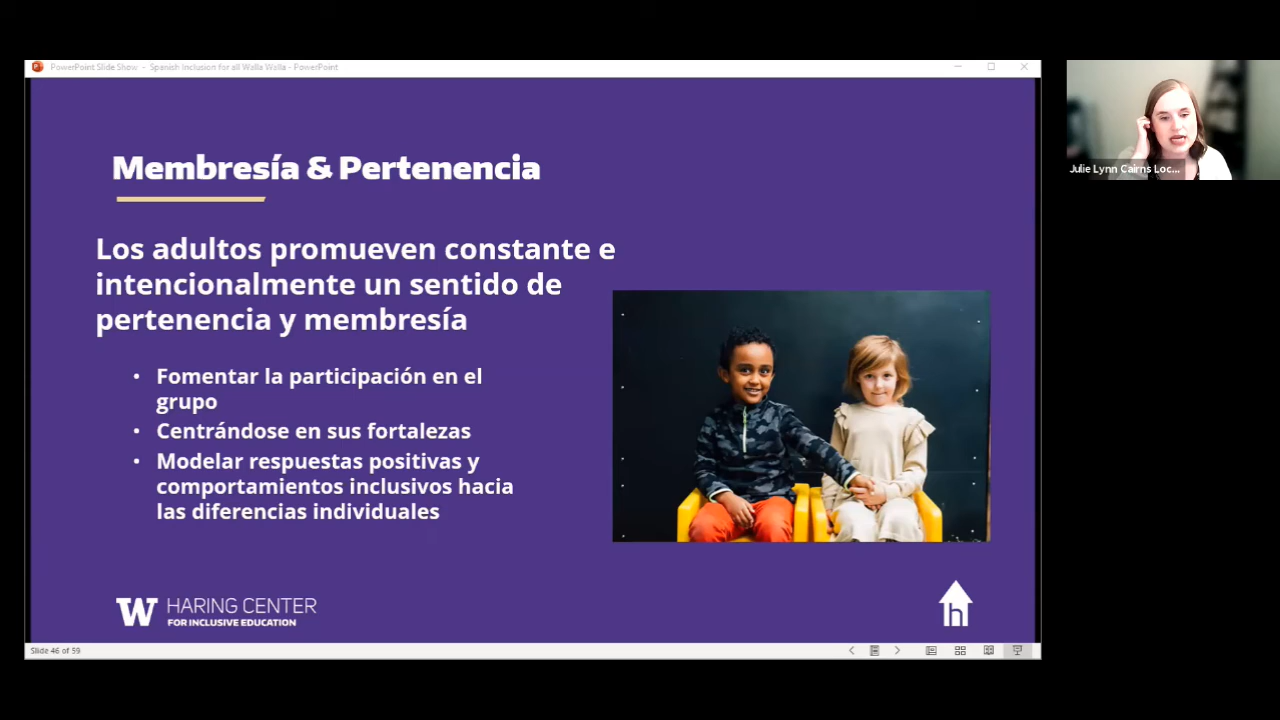 PowerPoint Slide Show - Spanish Inclusion for all Walla Walla - PowerPoint
Membresía & Pertenencia
Los adultos promueven constante e
intencionalmente un sentido de
pertenencia y membresía
• Fomentar la participación en el
grupo
• Centrándose en sus fortalezas
• Modelar respuestas positivas y
comportamientos inclusivos hacia
las diferencias individuales
W HARING CENTER
FOR INCLUSIVE EDUCATION
h
Slide 46 of 59
Julie Lynn Cairns Loc...